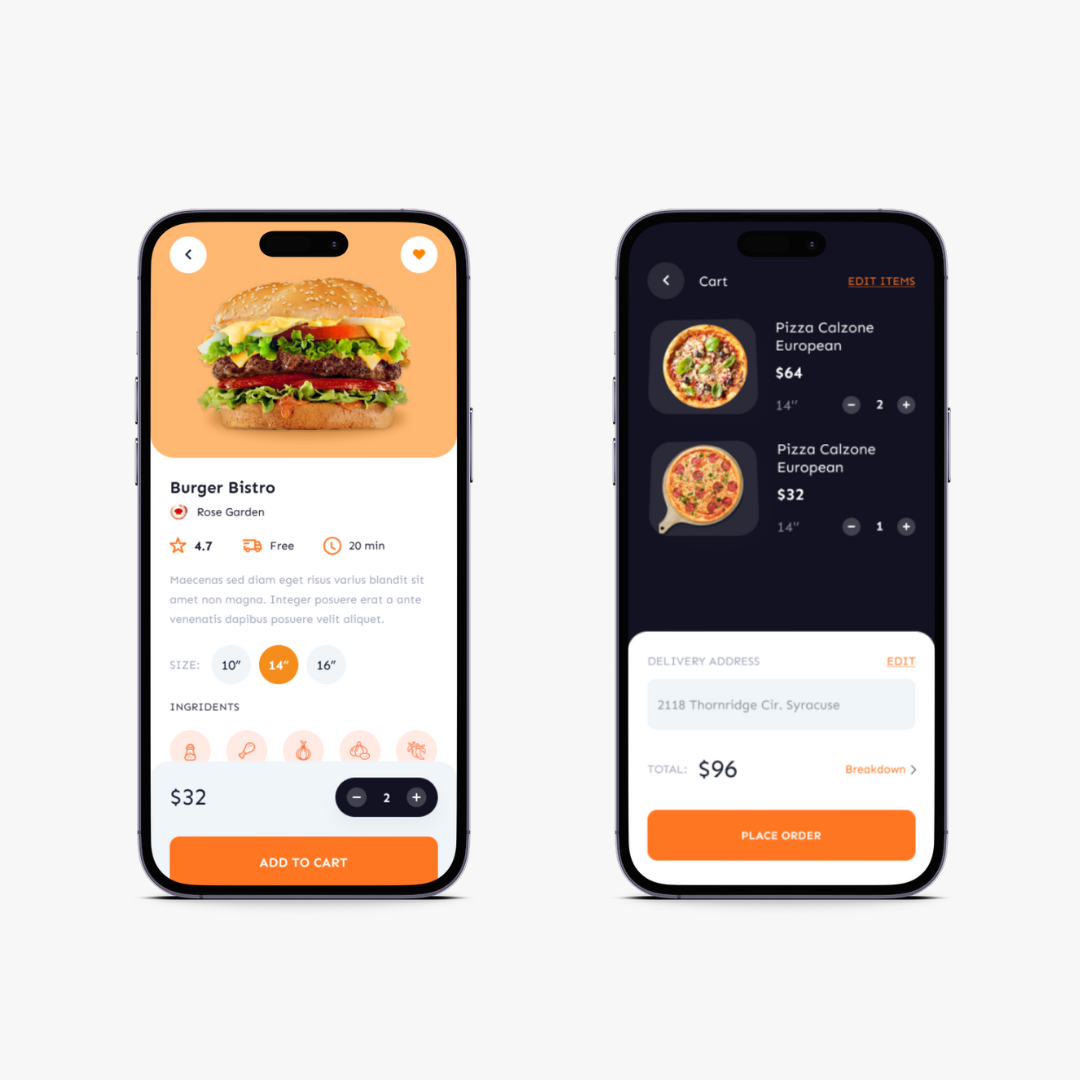 Burger Bistro
Rose Garden
4.7 Free 20 min
Maecenas sed diam eget risus varius blandit sit
amet non magna. Integer posuere erat a ante
venenatis dapibus posuere velit aliquet.
SIZE: 10” 14” 16”
INGRIDENTS
$32 − 2 +
ADD TO CART
Cart EDIT ITEMS
Pizza Calzone
European
$64
14’’ − 2 +
Pizza Calzone
European
$32
14’’ − 1 +
DELIVERY ADDRESS EDIT
2118 Thornridge Cir. Syracuse
TOTAL: $96 Breakdown >
PLACE ORDER